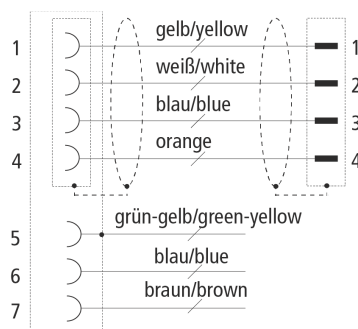 1 gelb/yellow 1
2 weiß/white 2
3 blau/blue 3
4 orange 4
5 grün-gelb/green-yellow
6 blau/blue
7 braun/brown